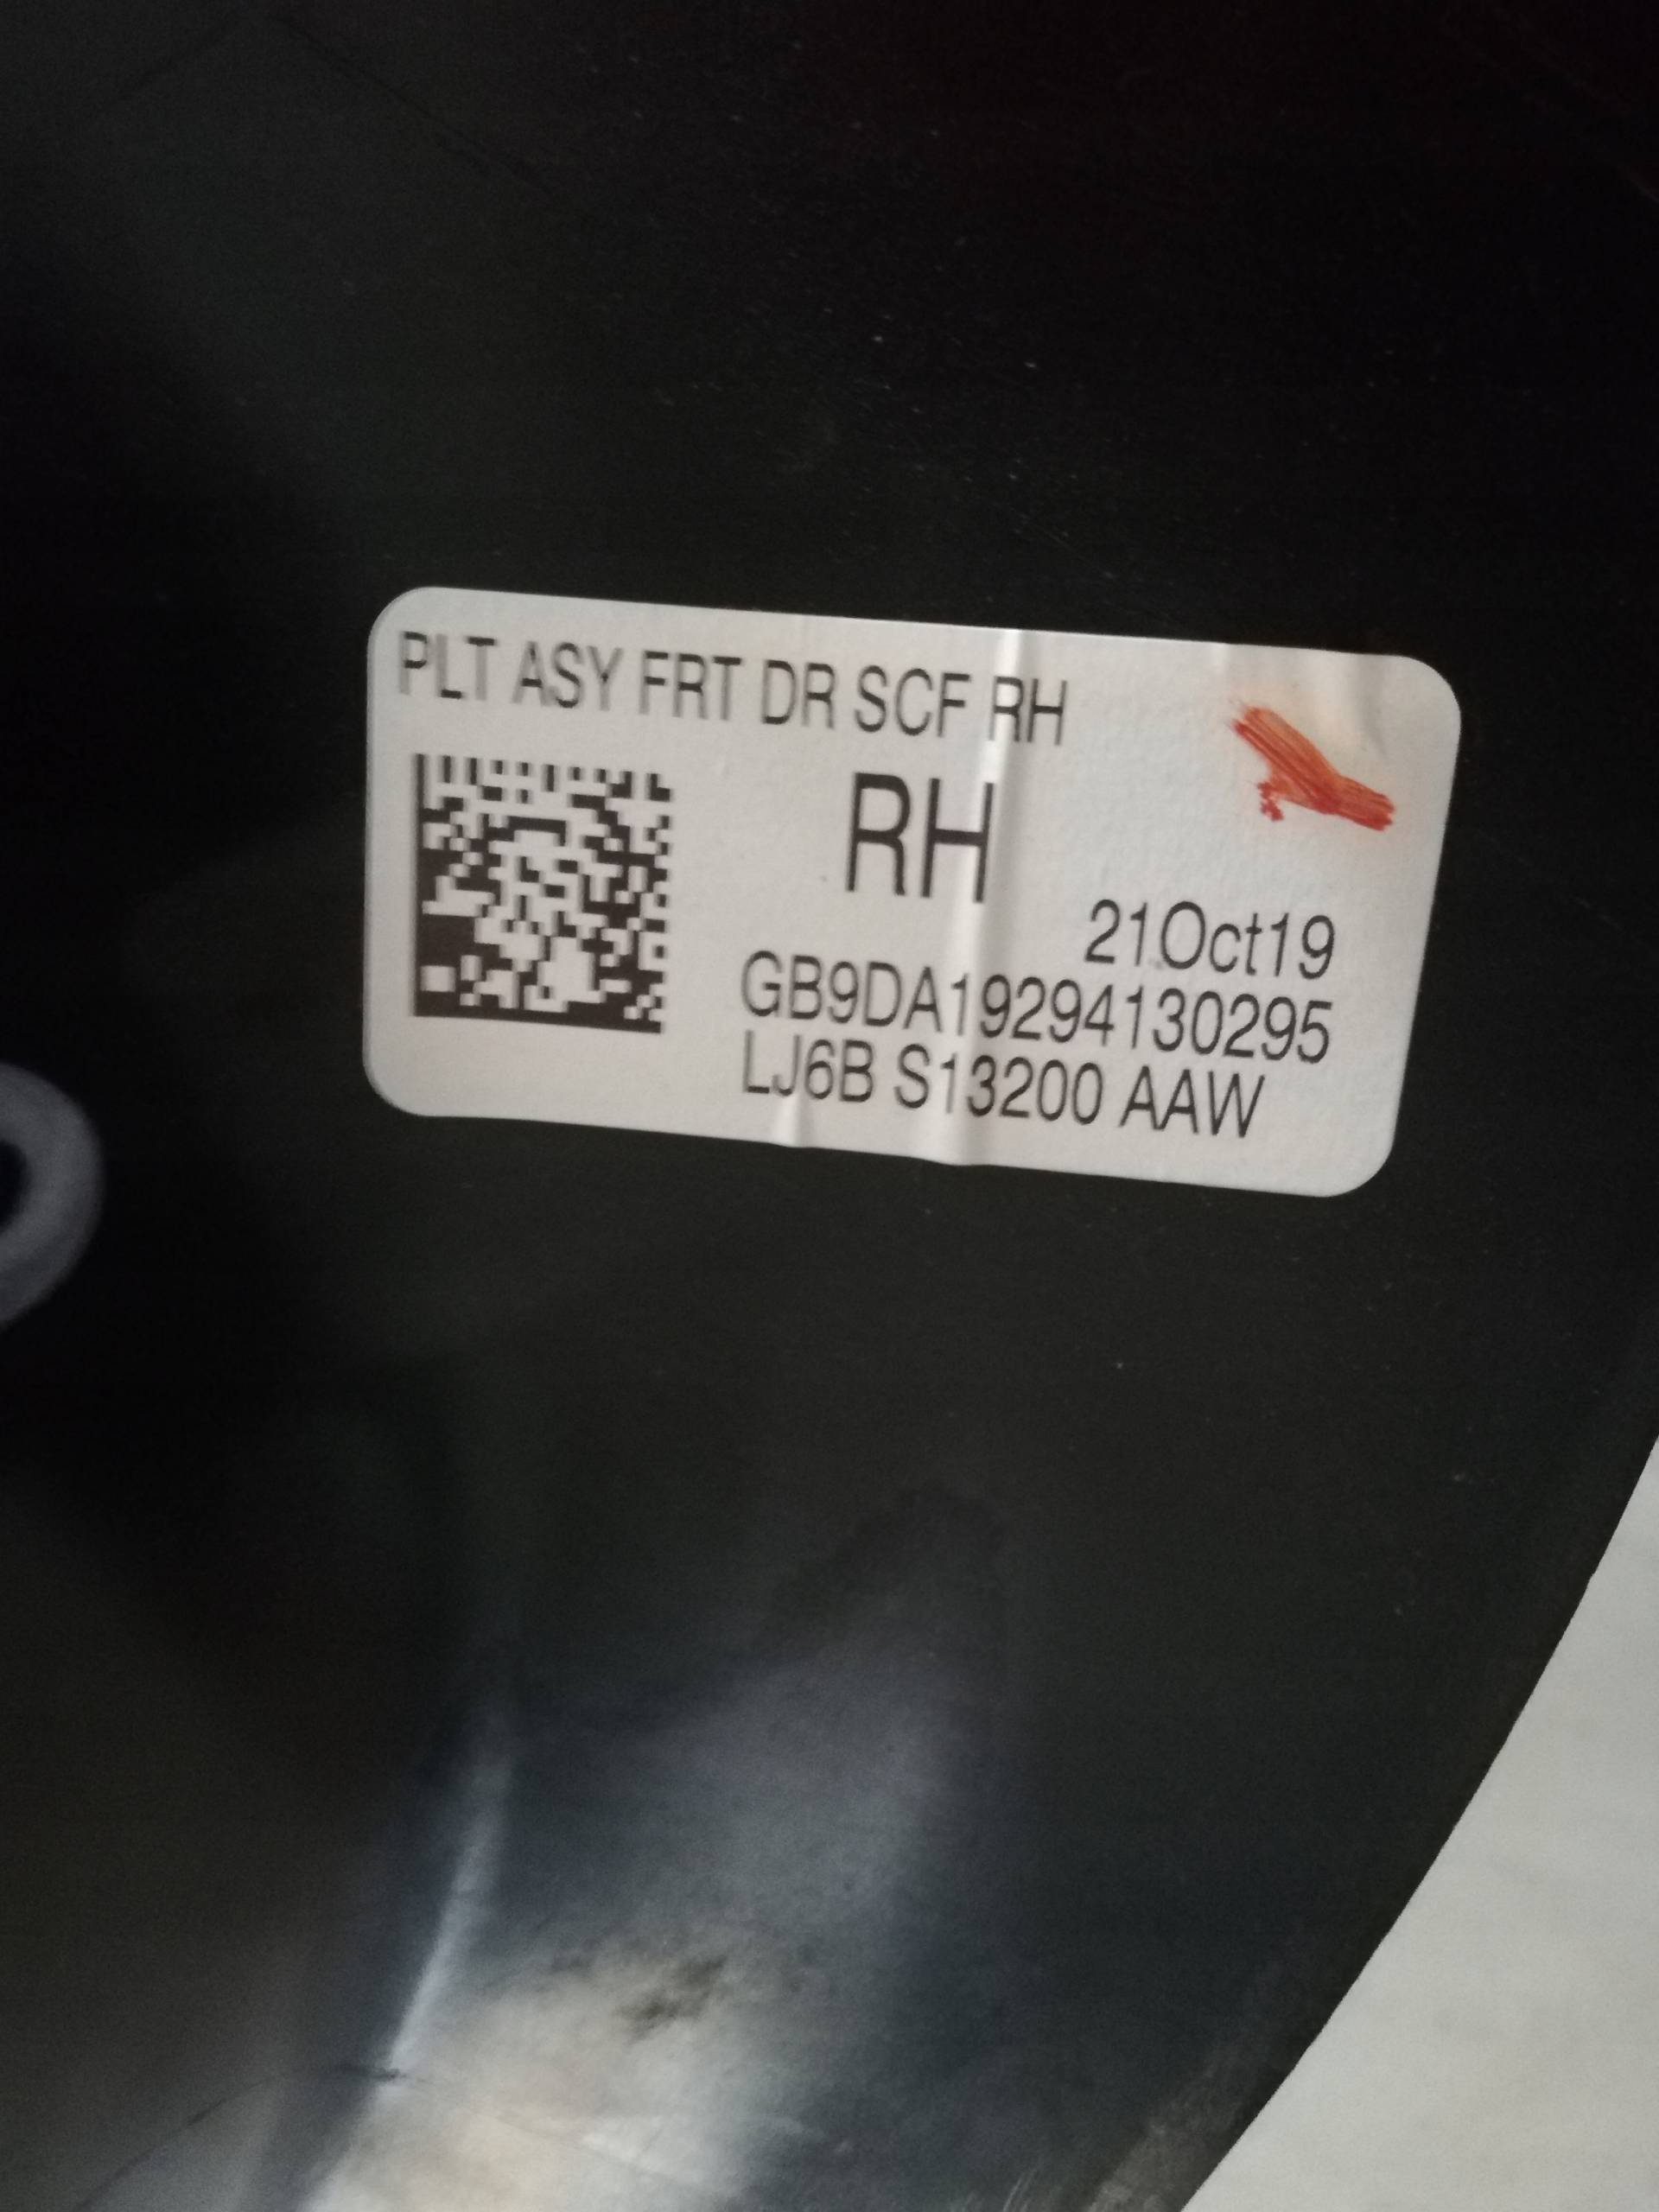 PLT ASY FRT DR SCF RH
RH
21Oct19
GB9DA19294130295
LJ6B S13200 AAW